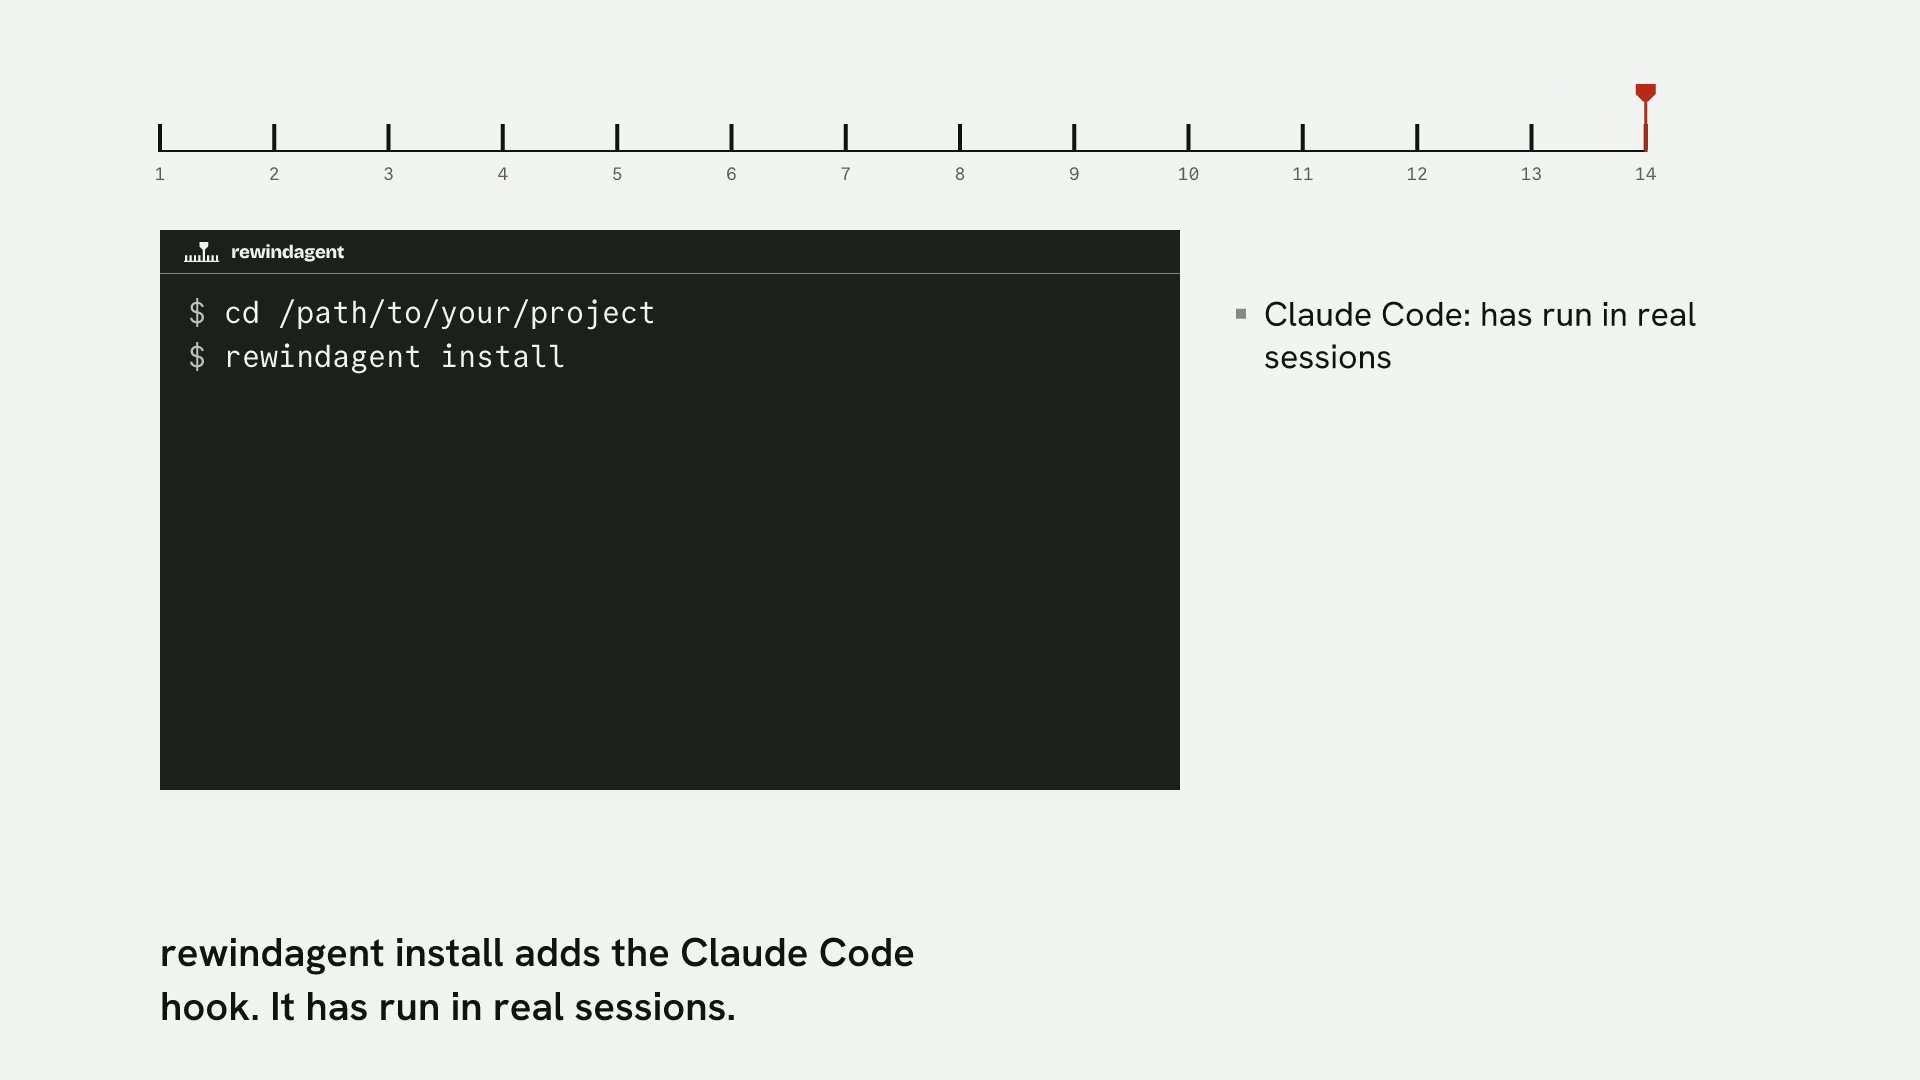 1 2 3 4 5 6 7 8 9 10 11 12 13 14
rewindagent
$ cd /path/to/your/project
$ rewindagent install
Claude Code: has run in real
sessions
rewindagent install adds the Claude Code
hook. It has run in real sessions.